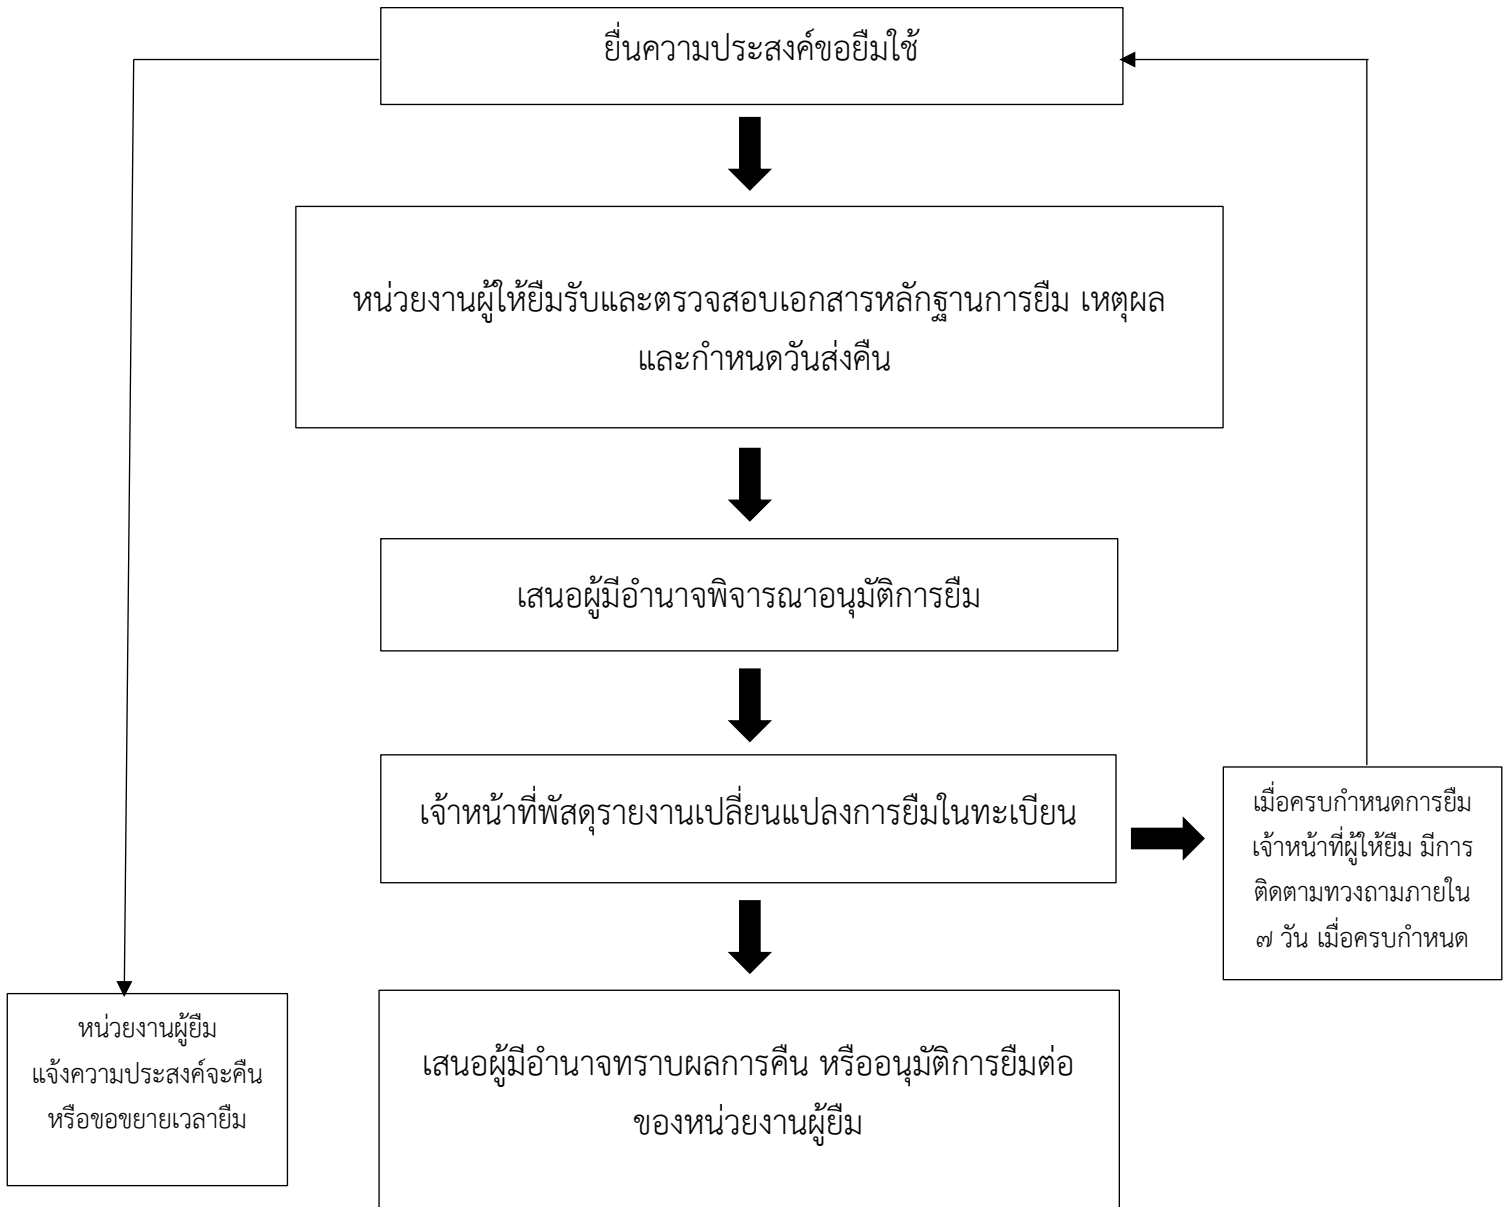 ยื่นความประสงค์ขอยืมใช้
หน่วยงานผู้ให้ยืมรับและตรวจสอบเอกสารหลักฐานการยืม เหตุผล
และกำหนดวันส่งคืน
เสนอผู้มีอำนาจพิจารณาอนุมัติการยืม
เจ้าหน้าที่พัสดุรายงานเปลี่ยนแปลงการยืมในทะเบียน
เมื่อครบกำหนดการยืม
เจ้าหน้าที่ผู้ให้ยืม มีการ
ติดตามทวงถามภายใน
๗ วัน เมื่อครบกำหนด
หน่วยงานผู้ยืม
แจ้งความประสงค์จะคืน
หรือขอขยายเวลายืม
เสนอผู้มีอำนาจทราบผลการคืน หรืออนุมัติการยืมต่อ
ของหน่วยงานผู้ยืม